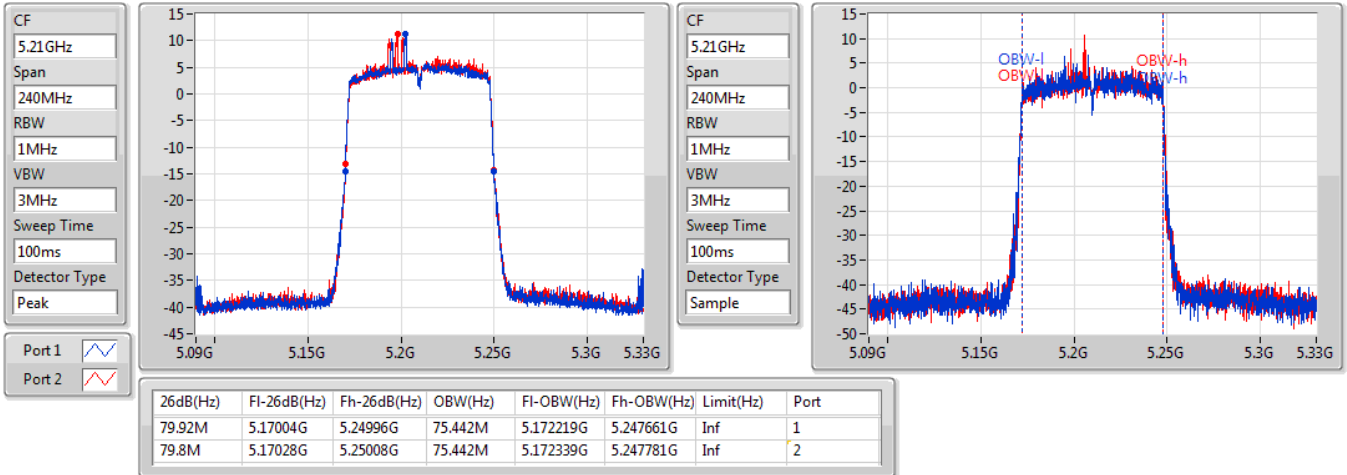 CF
5.21GHz
Span
240MHz
RBW
1MHz
VBW
3MHz
Sweep Time
100ms
Detector Type
Peak
Port 1
Port 2
15
10
5
0
-5
-10
-15
-20
-25
-30
-35
-40
-45
5.09G 5.15G 5.2G 5.25G 5.3G 5.33G
CF
5.21GHz
Span
240MHz
RBW
1MHz
VBW
3MHz
Sweep Time
100ms
Detector Type
Sample
15
10
5
0
-5
-10
-15
-20
-25
-30
-35
-40
-45
-50
OBW-l OBW-h
5.09G 5.15G 5.2G 5.25G 5.3G 5.33G
26dB(Hz) Fl-26dB(Hz) Fh-26dB(Hz) OBW(Hz) Fl-OBW(Hz) Fh-OBW(Hz) Limit(Hz) Port
79.92M 5.17004G 5.24996G 75.442M 5.172219G 5.247661G Inf 1
79.8M 5.17028G 5.25008G 75.442M 5.172339G 5.247781G Inf 2